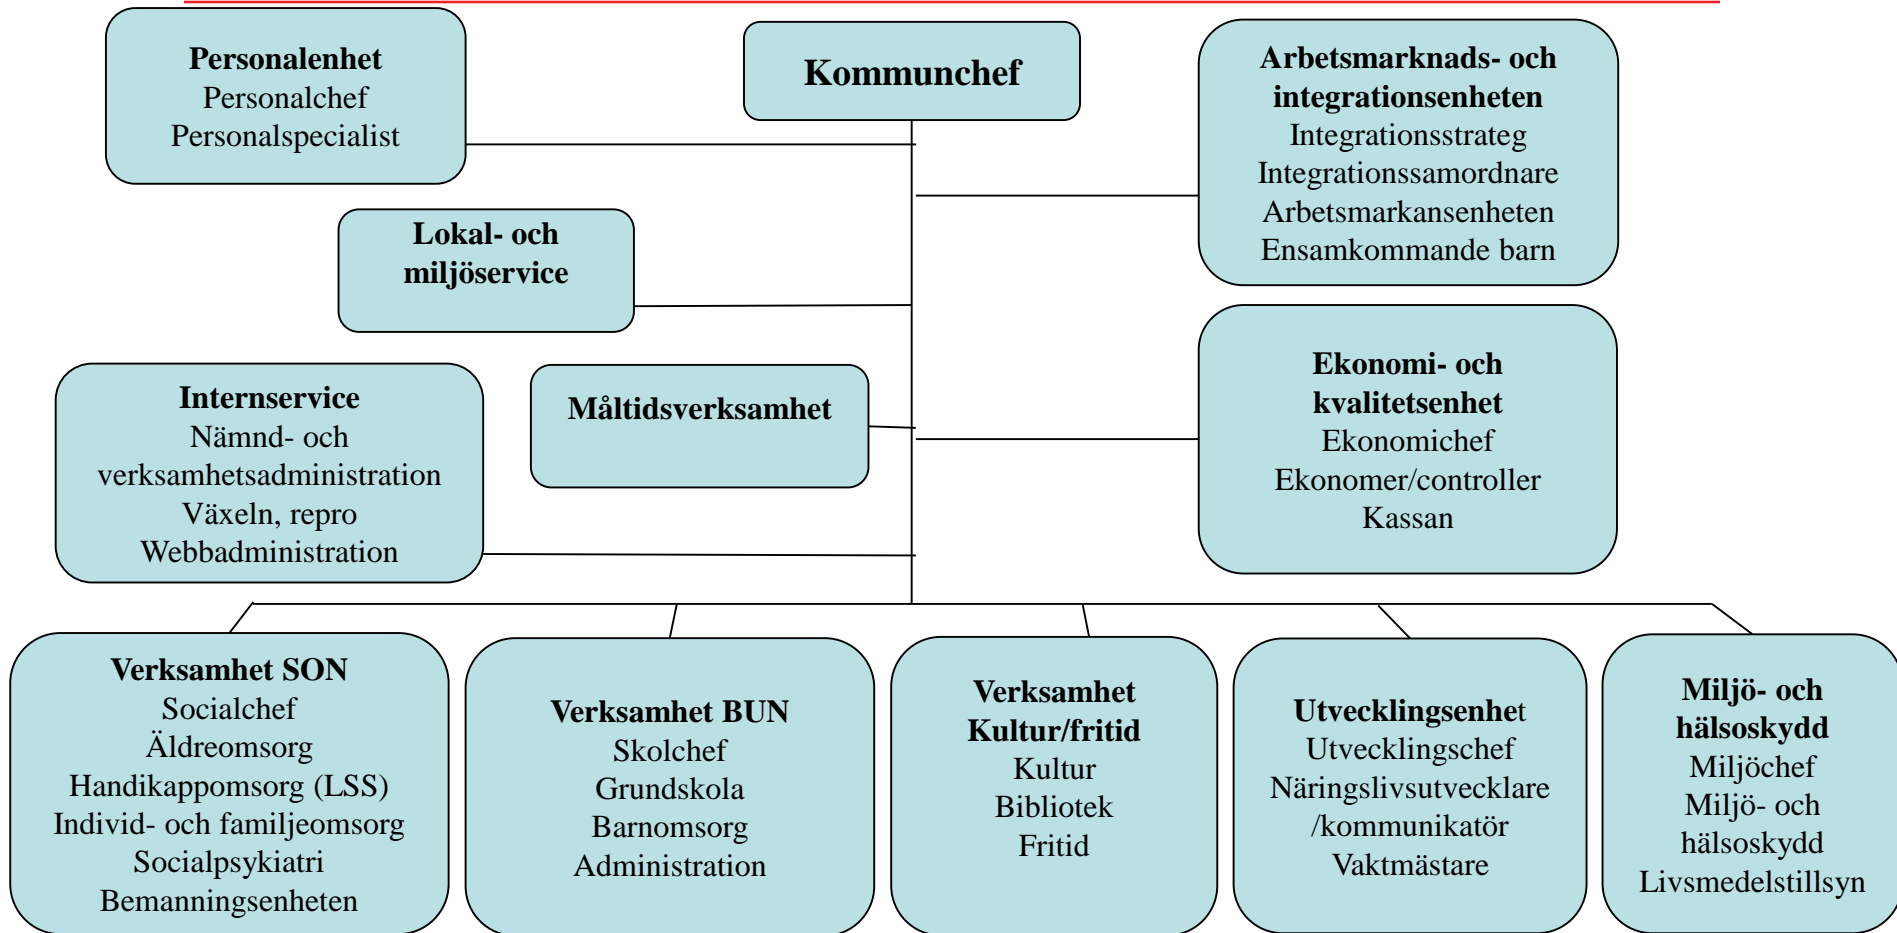 Personalenhet
Personalchef
Personalspecialist
Kommunchef
Arbetsmarknads- och
integrationsenheten
Integrationsstrateg
Integrationssamordnare
Arbetsmarkansenheten
Ensamkommande barn
Lokal- och
miljöservice
Internservice
Nämnd- och
verksamhetsadministration
Växeln, repro
Webbadministration
Måltidsverksamhet
Ekonomi- och
kvalitetsenhet
Ekonomichef
Ekonomer/controller
Kassan
Verksamhet SON
Socialchef
Äldreomsorg
Handikappomsorg (LSS)
Individ- och familjeomsorg
Socialpsykiatri
Bemanningsenheten
Verksamhet BUN
Skolchef
Grundskola
Barnomsorg
Administration
Verksamhet
Kultur/fritid
Kultur
Bibliotek
Fritid
Utvecklingsenhet
Utvecklingschef
Näringslivsutvecklare
/kommunikatör
Vaktmästare
Miljö- och
hälsoskydd
Miljöchef
Miljö- och
hälsoskydd
Livsmedelstillsyn